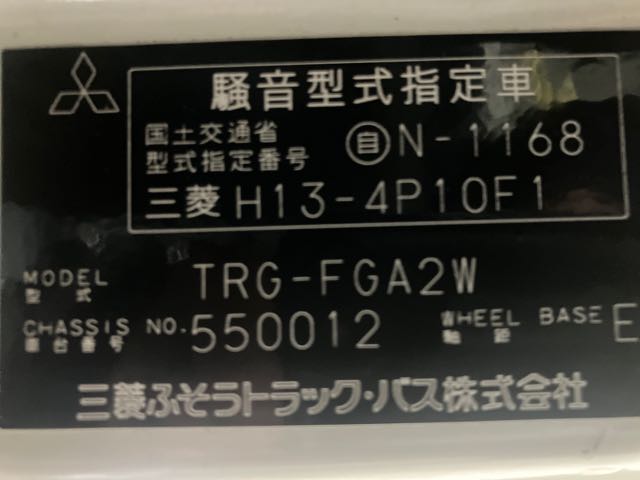 騒音型式指定車
国土交通省
型式指定番号 自 N-1168
三菱 H13-4P10F1
MODEL
型式 TRG-FGA2W
CHASSIS NO.
車台番号 550012 WHEEL BASE
軸距 E
三菱ふそうトラック・バス株式会社